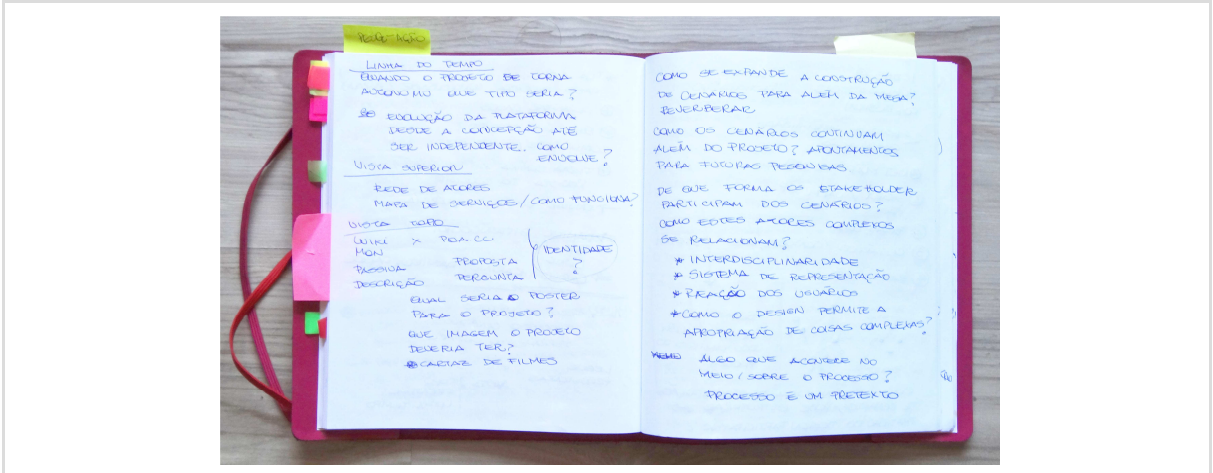 LINHA DO TEMPO
QUANDO O PROJETO SE TORNA
AUTONOMO QUE TIPO SERIA?
EVOLUÇÃO DA PLATAFORMA
DESDE A CONCEPÇÃO ATÉ
SER INDEPENDENTE. COMO
ENVOLVE?
VISTA SUPERIOR
REDE DE ATORES
MAPA DE SERVIÇOS/COMO FUNCIONA?
VISTA TOPO
WIKI X
PASSIVA PROPOSTA
DESCRIÇÃO PERGUNTA
IDENTIDADE
?
QUAL SERIA O POSTER
PARA O PROJETO?
QUE IMAGEM O PROJETO
DEVERIA TER?
* CARTAZ DE FILMES
COMO SE EXPANDE A CONSTRUÇÃO
DE CENÁRIOS PARA ALÉM DA MESA?
REVERBERAR
COMO OS CENÁRIOS CONTINUAM
ALÉM DO PROJETO? APONTAMENTOS
PARA FUTURAS PESQUISAS
DE QUE FORMA OS STAKEHOLDER
PARTICIPAM DOS CENÁRIOS?
COMO ESTES ATORES COMPLEXOS
SE RELACIONAM?
* INTERDISCIPLINARIDADE
* SISTEMA DE REPRESENTAÇÃO
* REAÇÃO DOS USUÁRIOS
* COMO O DESIGN PERMITE A
APROPRIAÇÃO DE COISAS COMPLEXAS?
ALGO QUE ACONTECE NO
MEIO/SOBRE O PROCESSO?
PROCESSO É UM PRETEXTO